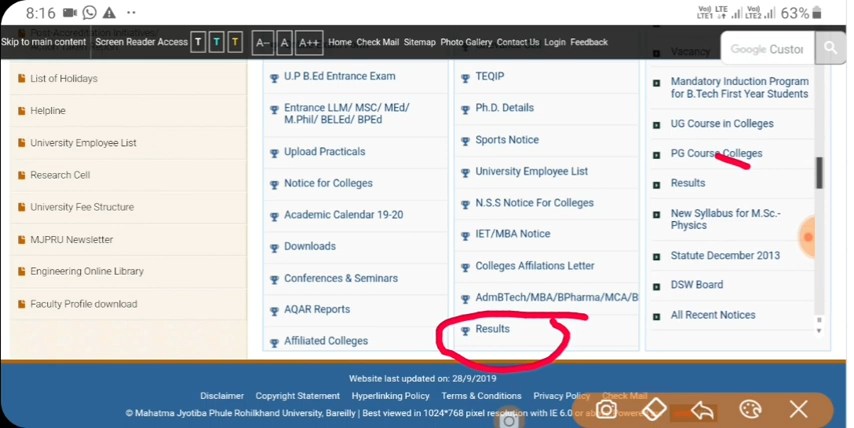 8:16
Voj) LTE LTE1
Voj) LTE2
63%
Skip to main content Screen Reader Access T T T A- A A++ Home Check Mail Sitemap Photo Gallery Contact Us Login Feedback
Google Custor
List of Holidays
Helpline
University Employee List
Research Cell
University Fee Structure
MJPRU Newsletter
Engineering Online Library
Faculty Profile download
U.P B.Ed Entrance Exam
Entrance LLM/ MSC/ MEd/
M.Phil/ BELEd/ BPEd
Upload Practicals
Notice for Colleges
Academic Calendar 19-20
Downloads
Conferences & Seminars
AQAR Reports
Affiliated Colleges
TEQIP
Ph.D. Details
Sports Notice
University Employee List
N.S.S Notice For Colleges
IET/MBA Notice
Colleges Affilations Letter
AdmBTech/MBA/BPharma/MCA/B
Results
Vacancy
Mandatory Induction Program
for B.Tech First Year Students
UG Course in Colleges
PG Course Colleges
Results
New Syllabus for M.Sc.-
Physics
Statute December 2013
DSW Board
All Recent Notices
Website last updated on: 28/9/2019
Disclaimer Copyright Statement Hyperlinking Policy Terms & Conditions Privacy Policy Check Mail
© Mahatma Jyotiba Phule Rohilkhand University, Bareilly | Best viewed in 1024*768 pixel resolution with IE 6.0 or